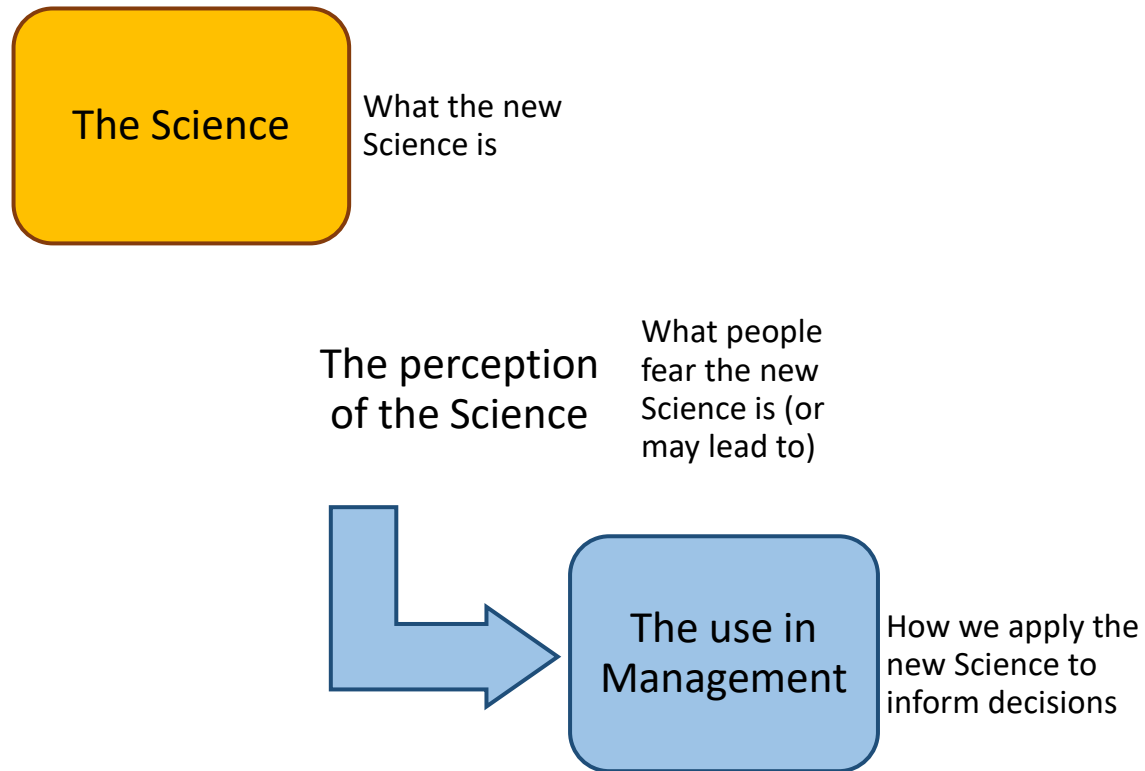 The Science
What the new
Science is
The perception
of the Science
What people
fear the new
Science is (or
may lead to)
The use in
Management
How we apply the
new Science to
inform decisions